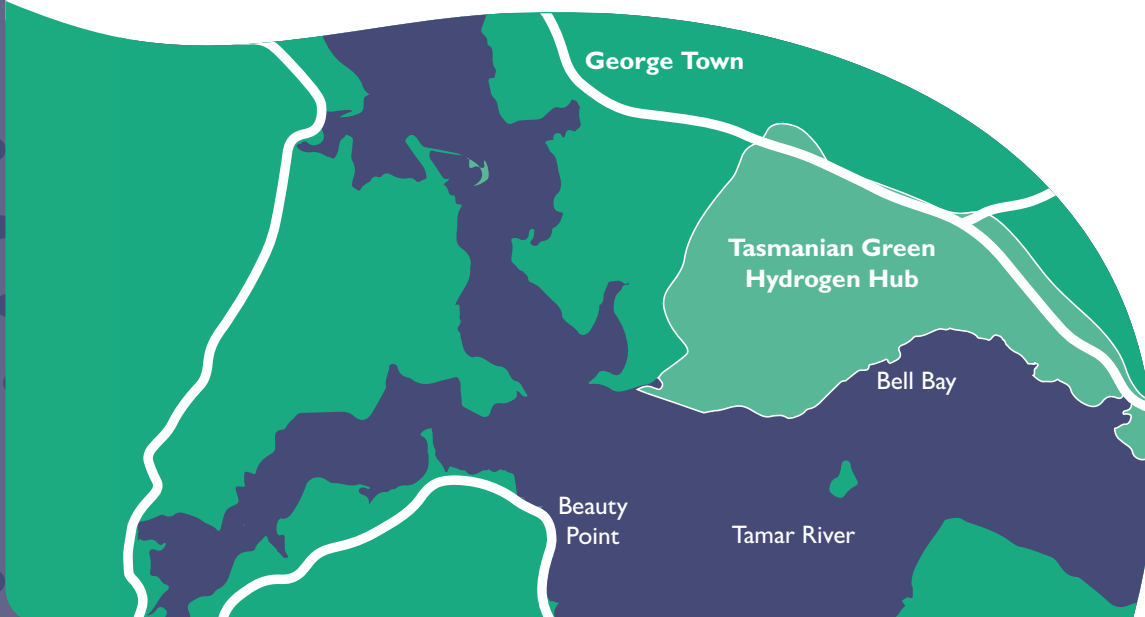 George Town
Tasmanian Green
Hydrogen Hub
Bell Bay
Beauty
Point
Tamar River